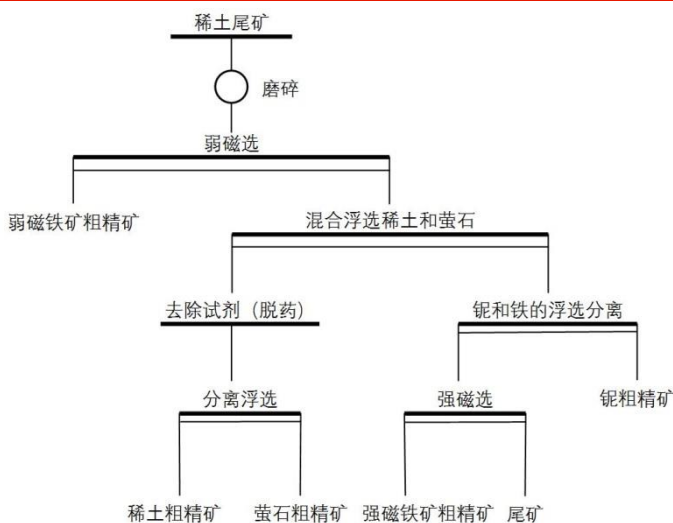 稀土尾矿
磨碎
弱磁选
弱磁铁矿粗精矿
混合浮选稀土和萤石
去除试剂（脱药）
铌和铁的浮选分离
分离浮选
强磁选
铌粗精矿
稀土粗精矿
萤石粗精矿
强磁铁矿粗精矿
尾矿